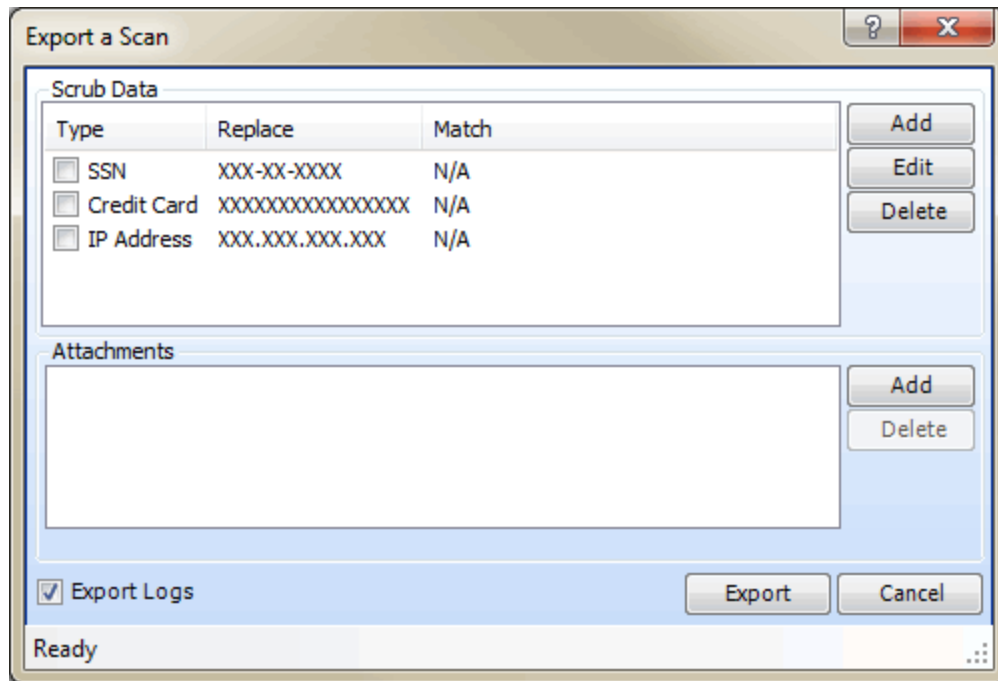 Export a Scan
Scrub Data
Type Replace Match
SSN XXX-XX-XXXX N/A
Credit Card XXXXXXXXXXXXXXXX N/A
IP Address XXX.XXX.XXX.XXX N/A
Add
Edit
Delete
Attachments
Add
Delete
Export Logs
Export Cancel
Ready